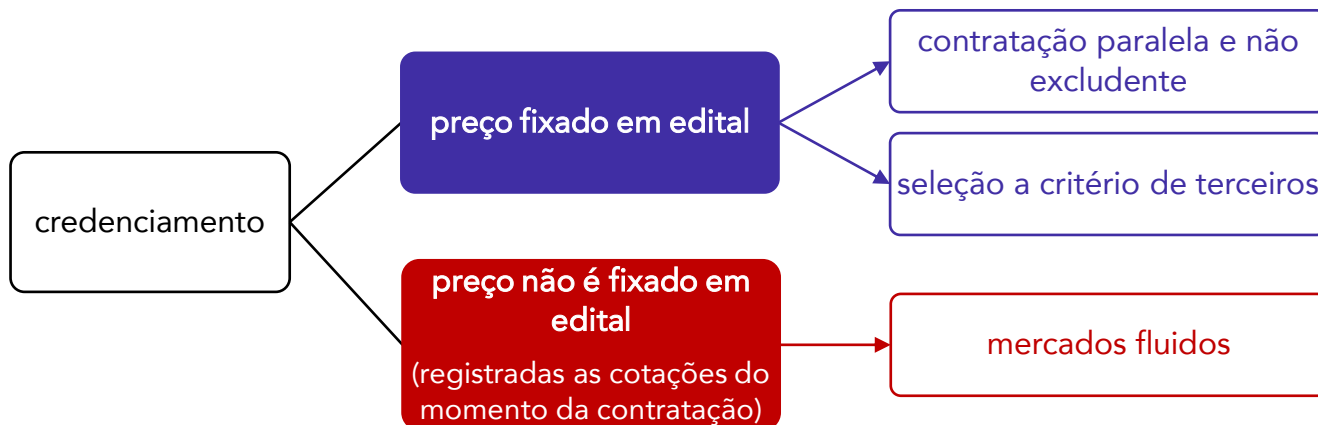 credenciamento
preço fixado em edital
contratação paralela e não
excludente
seleção a critério de terceiros
preço não é fixado em
edital
(registradas as cotações do
momento da contratação)
mercados fluidos